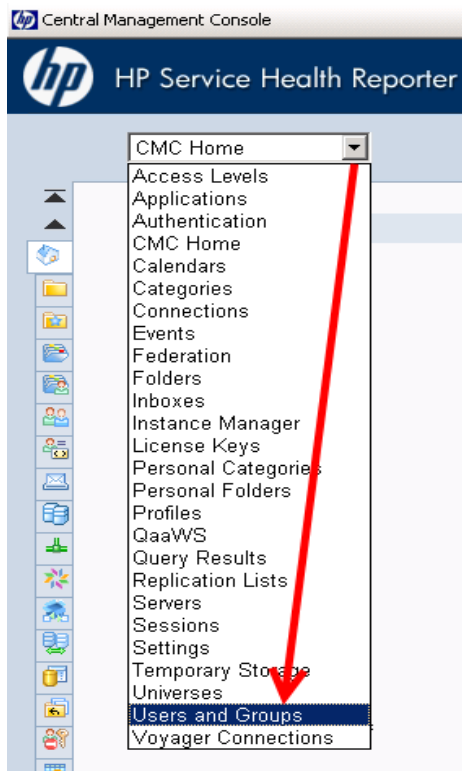 Central Management Console
hp
HP Service Health Reporter
CMC Home
Access Levels
Applications
Authentication
CMC Home
Calendars
Categories
Connections
Events
Federation
Folders
Inboxes
Instance Manager
License Keys
Personal Categories
Personal Folders
Profiles
QaaWS
Query Results
Replication Lists
Servers
Sessions
Settings
Temporary Storage
Universes
Users and Groups
Voyager Connections